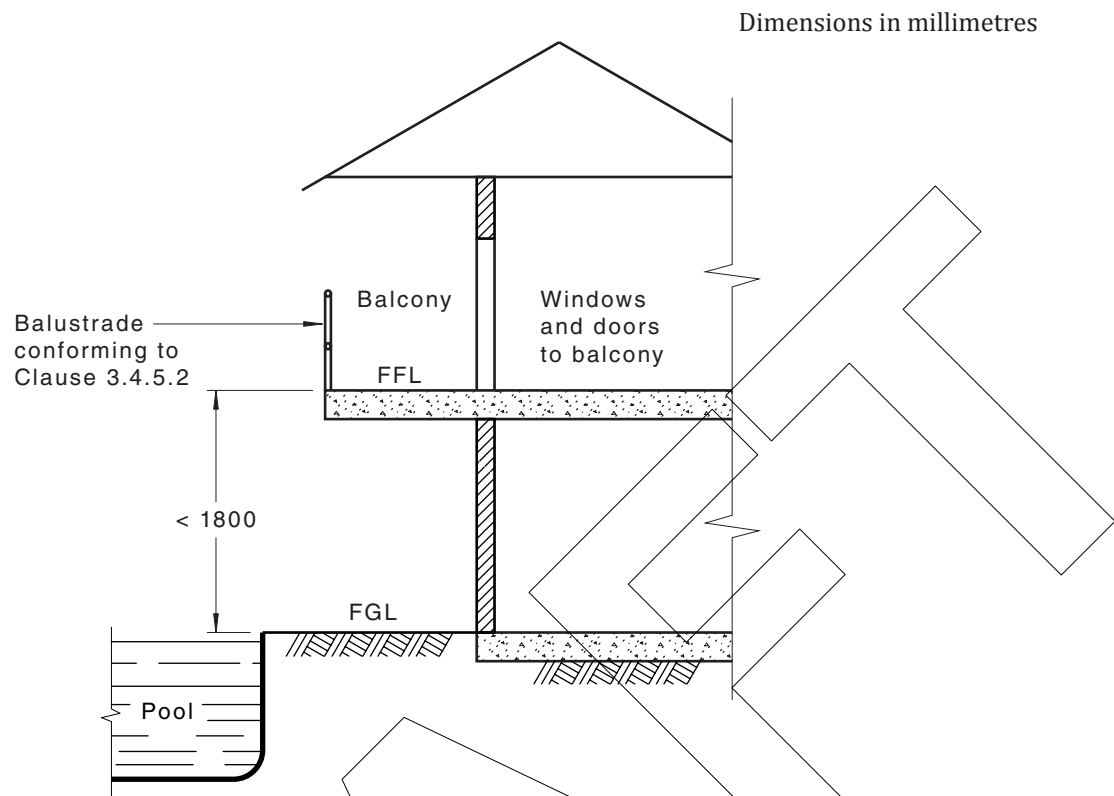 Dimensions in millimetres
Balcony
Windows
and doors
to balcony
Balustrade
conforming to
Clause 3.4.5.2
FFL
< 1800
FGL
Pool